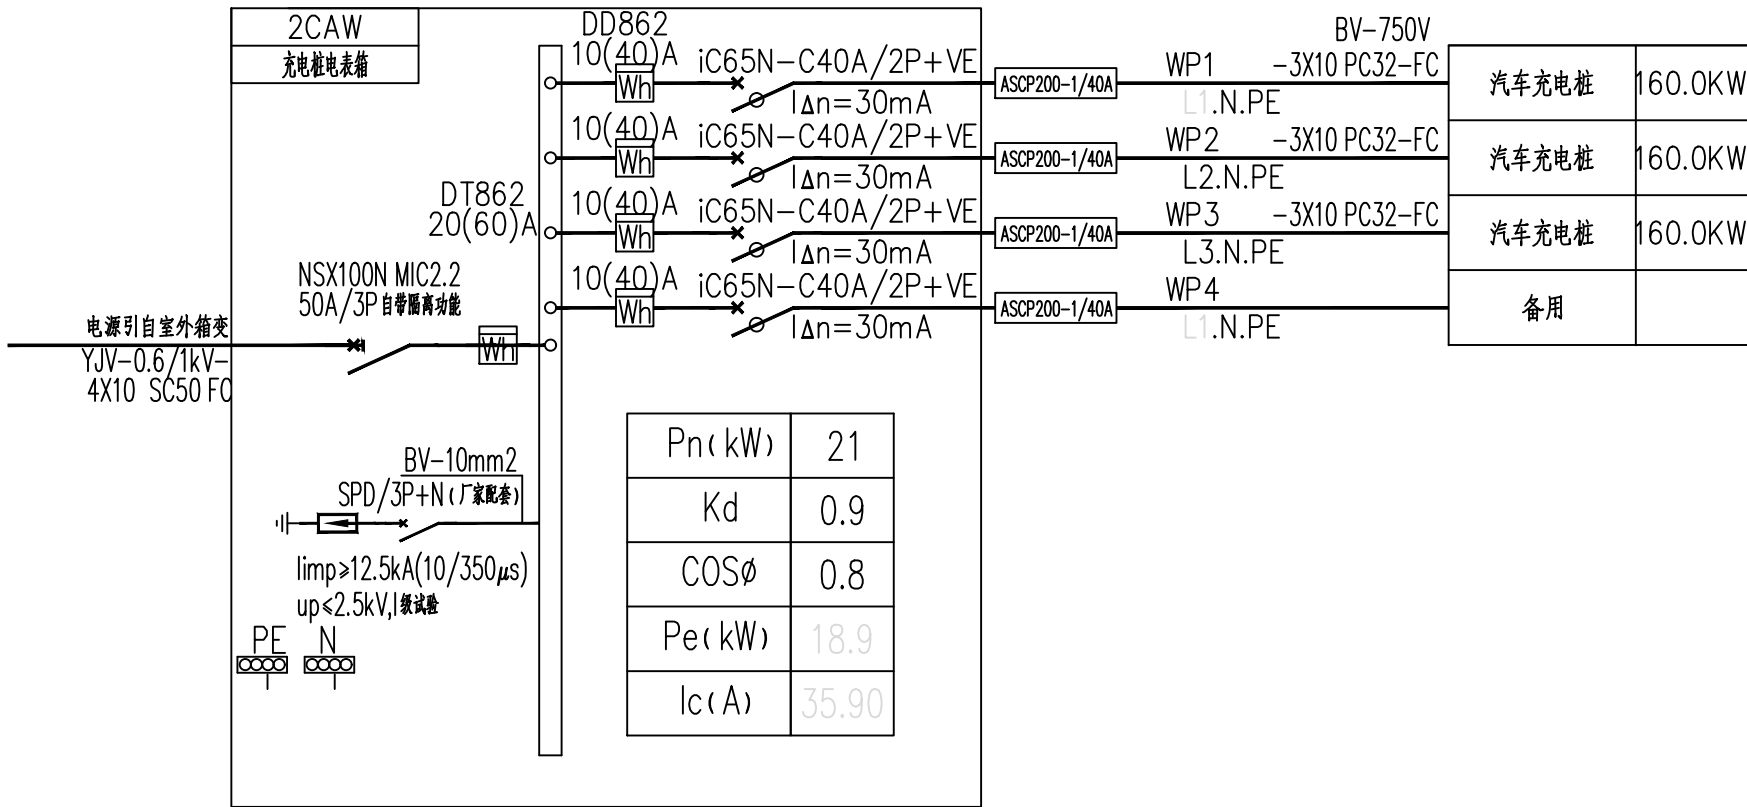 2CAW
充电桩电表箱
DD862
BV-750V
10(40)A
Wh
iC65N-C40A/2P+VE
I∆n=30mA
ASCP200-1/40A
WP1
-3X10 PC32-FC
L1.N.PE
汽车充电桩
160.0KW
10(40)A
Wh
iC65N-C40A/2P+VE
I∆n=30mA
ASCP200-1/40A
WP2
-3X10 PC32-FC
L2.N.PE
汽车充电桩
160.0KW
10(40)A
Wh
iC65N-C40A/2P+VE
I∆n=30mA
ASCP200-1/40A
WP3
-3X10 PC32-FC
L3.N.PE
汽车充电桩
160.0KW
10(40)A
Wh
iC65N-C40A/2P+VE
I∆n=30mA
ASCP200-1/40A
WP4
L1.N.PE
备用
DT862
20(60)A
NSX100N MIC2.2
50A/3P自带隔离功能
Wh
电源引自室外箱变
YJV-0.6/1kV-
4X10 SC50 FC
BV-10mm2
SPD/3P+N(厂家配套)
Iimp≥12.5kA(10/350μs)
up≤2.5kV,I级试验
PE
N
Pn(kW) 21
Kd 0.9
COSø 0.8
Pe(kW) 18.9
Ic(A) 35.90